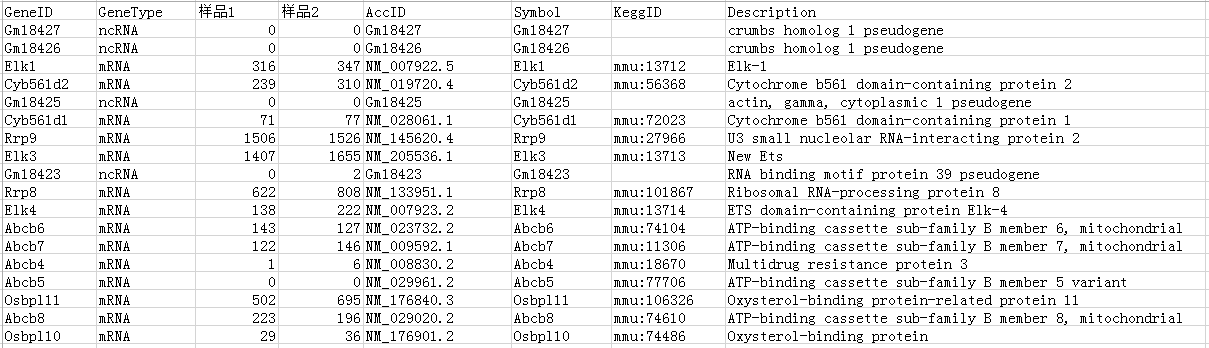 GeneID GeneType 样品1 样品2 AccID Symbol KeggID Description
Gm18427 ncRNA 0 0 Gm18427 Gm18427 crumbs homolog 1 pseudogene
Gm18426 ncRNA 0 0 Gm18426 Gm18426 crumbs homolog 1 pseudogene
Elk1 mRNA 316 347 NM_007922.5 Elk1 mmu:13712 Elk-1
Cyb561d2 mRNA 239 310 NM_019720.4 Cyb561d2 mmu:56368 Cytochrome b561 domain-containing protein 2
Gm18425 ncRNA 0 0 Gm18425 Gm18425 actin, gamma, cytoplasmic 1 pseudogene
Cyb561d1 mRNA 71 77 NM_028061.1 Cyb561d1 mmu:72023 Cytochrome b561 domain-containing protein 1
Rrp9 mRNA 1506 1526 NM_145620.4 Rrp9 mmu:27966 U3 small nucleolar RNA-interacting protein 2
Elk3 mRNA 1407 1655 NM_205536.1 Elk3 mmu:13713 New Ets
Gm18423 ncRNA 0 2 Gm18423 Gm18423 RNA binding motif protein 39 pseudogene
Rrp8 mRNA 622 808 NM_133951.1 Rrp8 mmu:101867 Ribosomal RNA-processing protein 8
Elk4 mRNA 138 222 NM_007923.2 Elk4 mmu:13714 ETS domain-containing protein Elk-4
Abcb6 mRNA 143 127 NM_023732.2 Abcb6 mmu:74104 ATP-binding cassette sub-family B member 6, mitochondrial
Abcb7 mRNA 122 146 NM_009592.1 Abcb7 mmu:11306 ATP-binding cassette sub-family B member 7, mitochondrial
Abcb4 mRNA 1 6 NM_008830.2 Abcb4 mmu:18670 Multidrug resistance protein 3
Abcb5 mRNA 0 0 NM_029961.2 Abcb5 mmu:77706 ATP-binding cassette sub-family B member 5 variant
Osbpl11 mRNA 502 695 NM_176840.3 Osbpl11 mmu:106326 Oxysterol-binding protein-related protein 11
Abcb8 mRNA 223 196 NM_029020.2 Abcb8 mmu:74610 ATP-binding cassette sub-family B member 8, mitochondrial
Osbpl10 mRNA 29 36 NM_176901.2 Osbpl10 mmu:74486 Oxysterol-binding protein